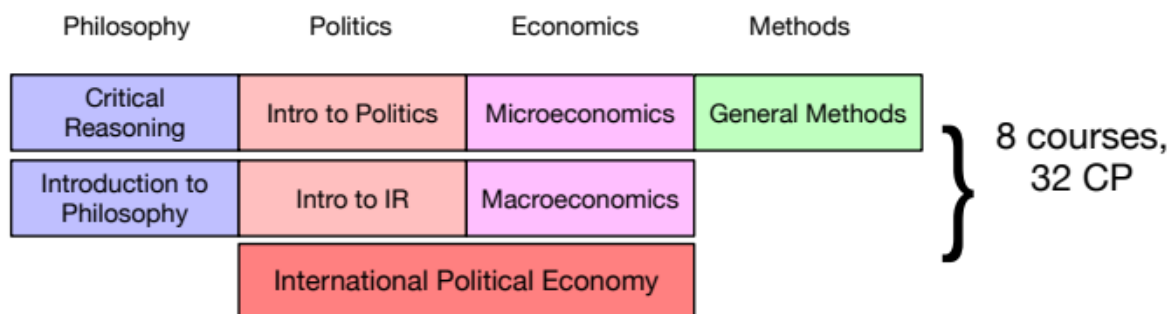 Philosophy Politics Economics Methods
Critical
Reasoning
Intro to Politics
Microeconomics
General Methods
Introduction to
Philosophy
Intro to IR
Macroeconomics
International Political Economy
}
8 courses,
32 CP